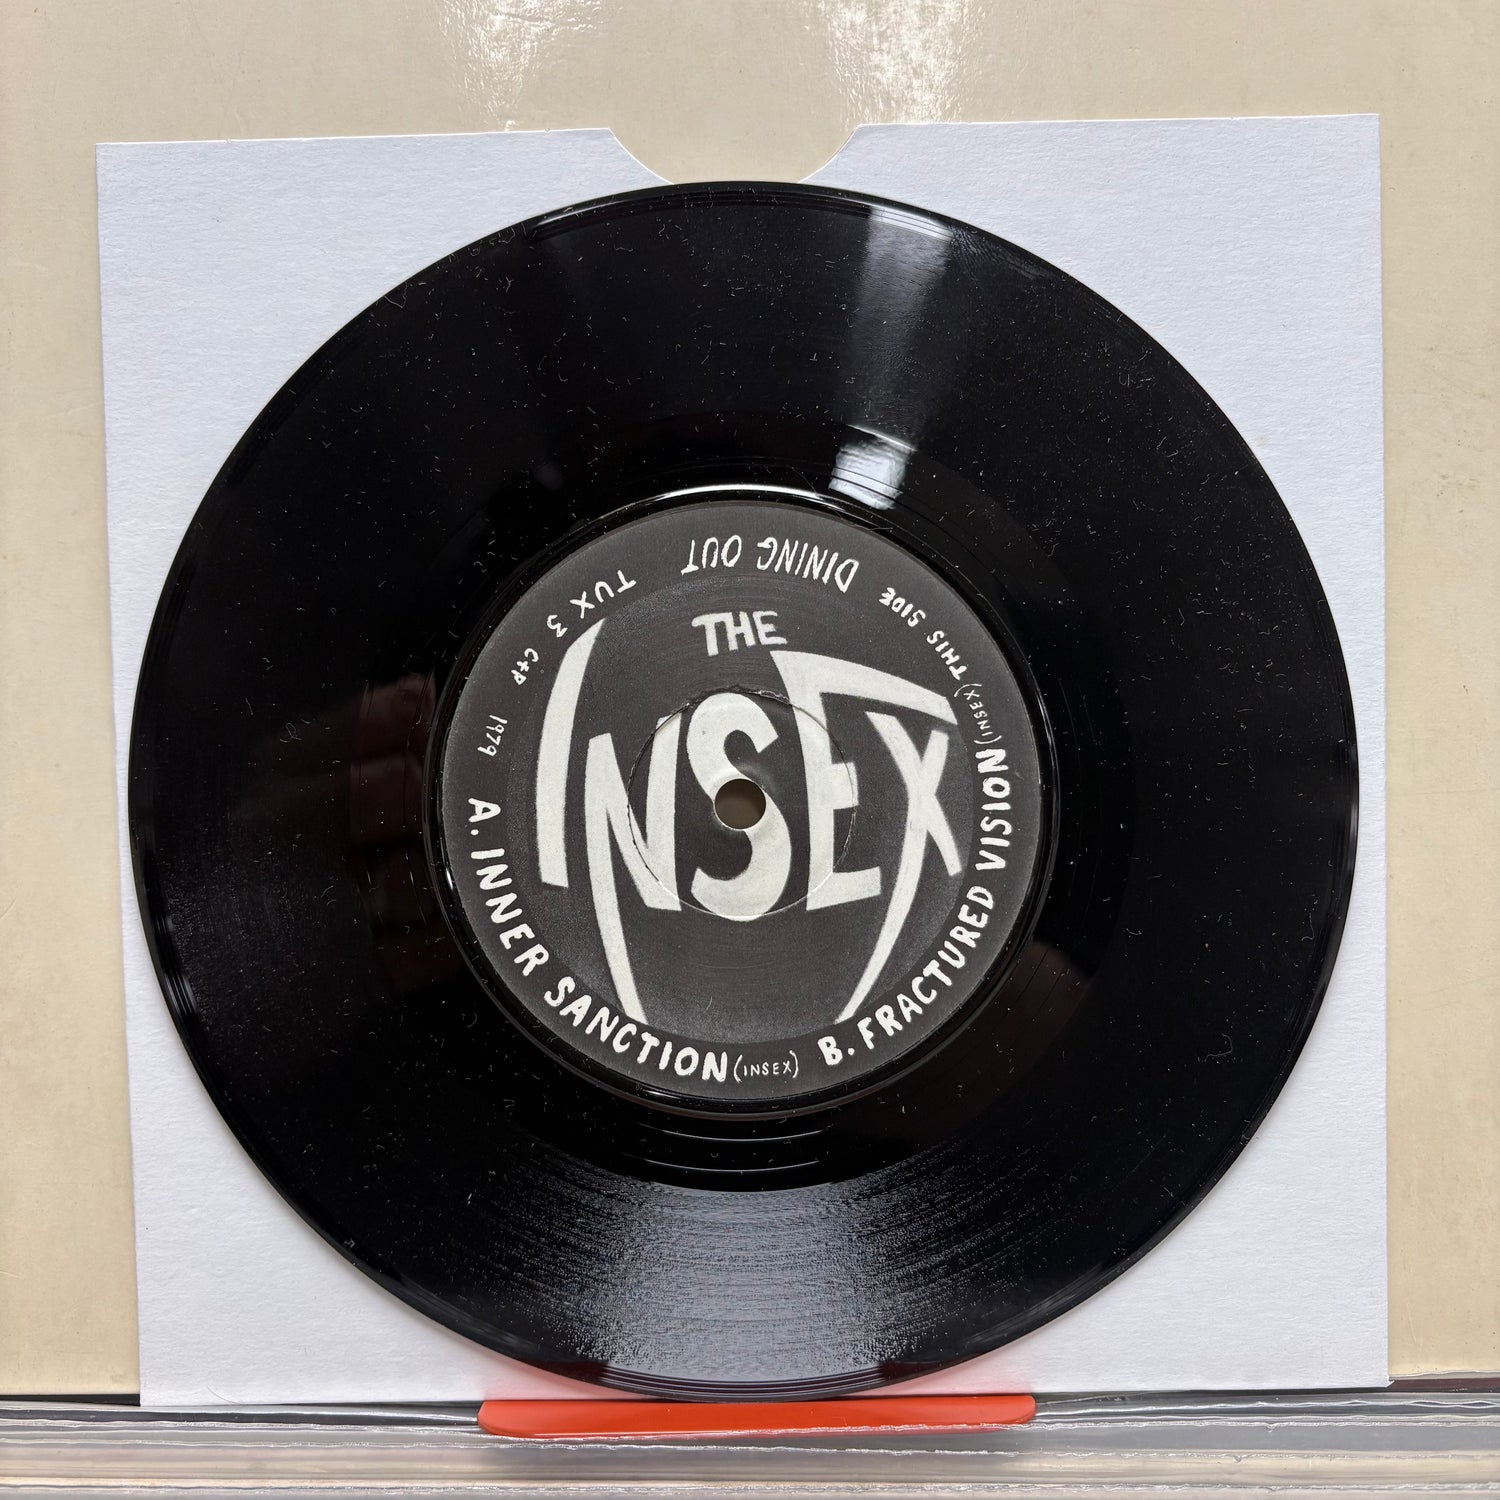 THE
INSEX
A. INNER SANCTION (INSEX)
B. FRACTURED VISION (INSEX)
THIS SIDE
DINING OUT
TUX 3
C+P 1979